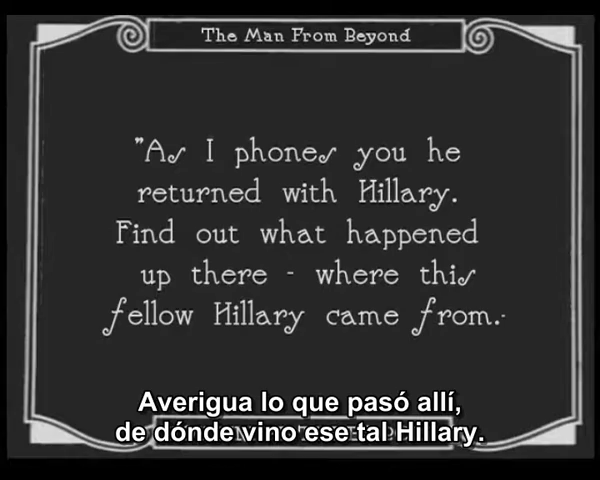 The Man From Beyond
"As I phones you he
returned with Hillary.
Find out what happened
up there - where this
fellow Hillary came from.-
Averigua lo que pasó allí,
de dónde vino ese tal Hillary.